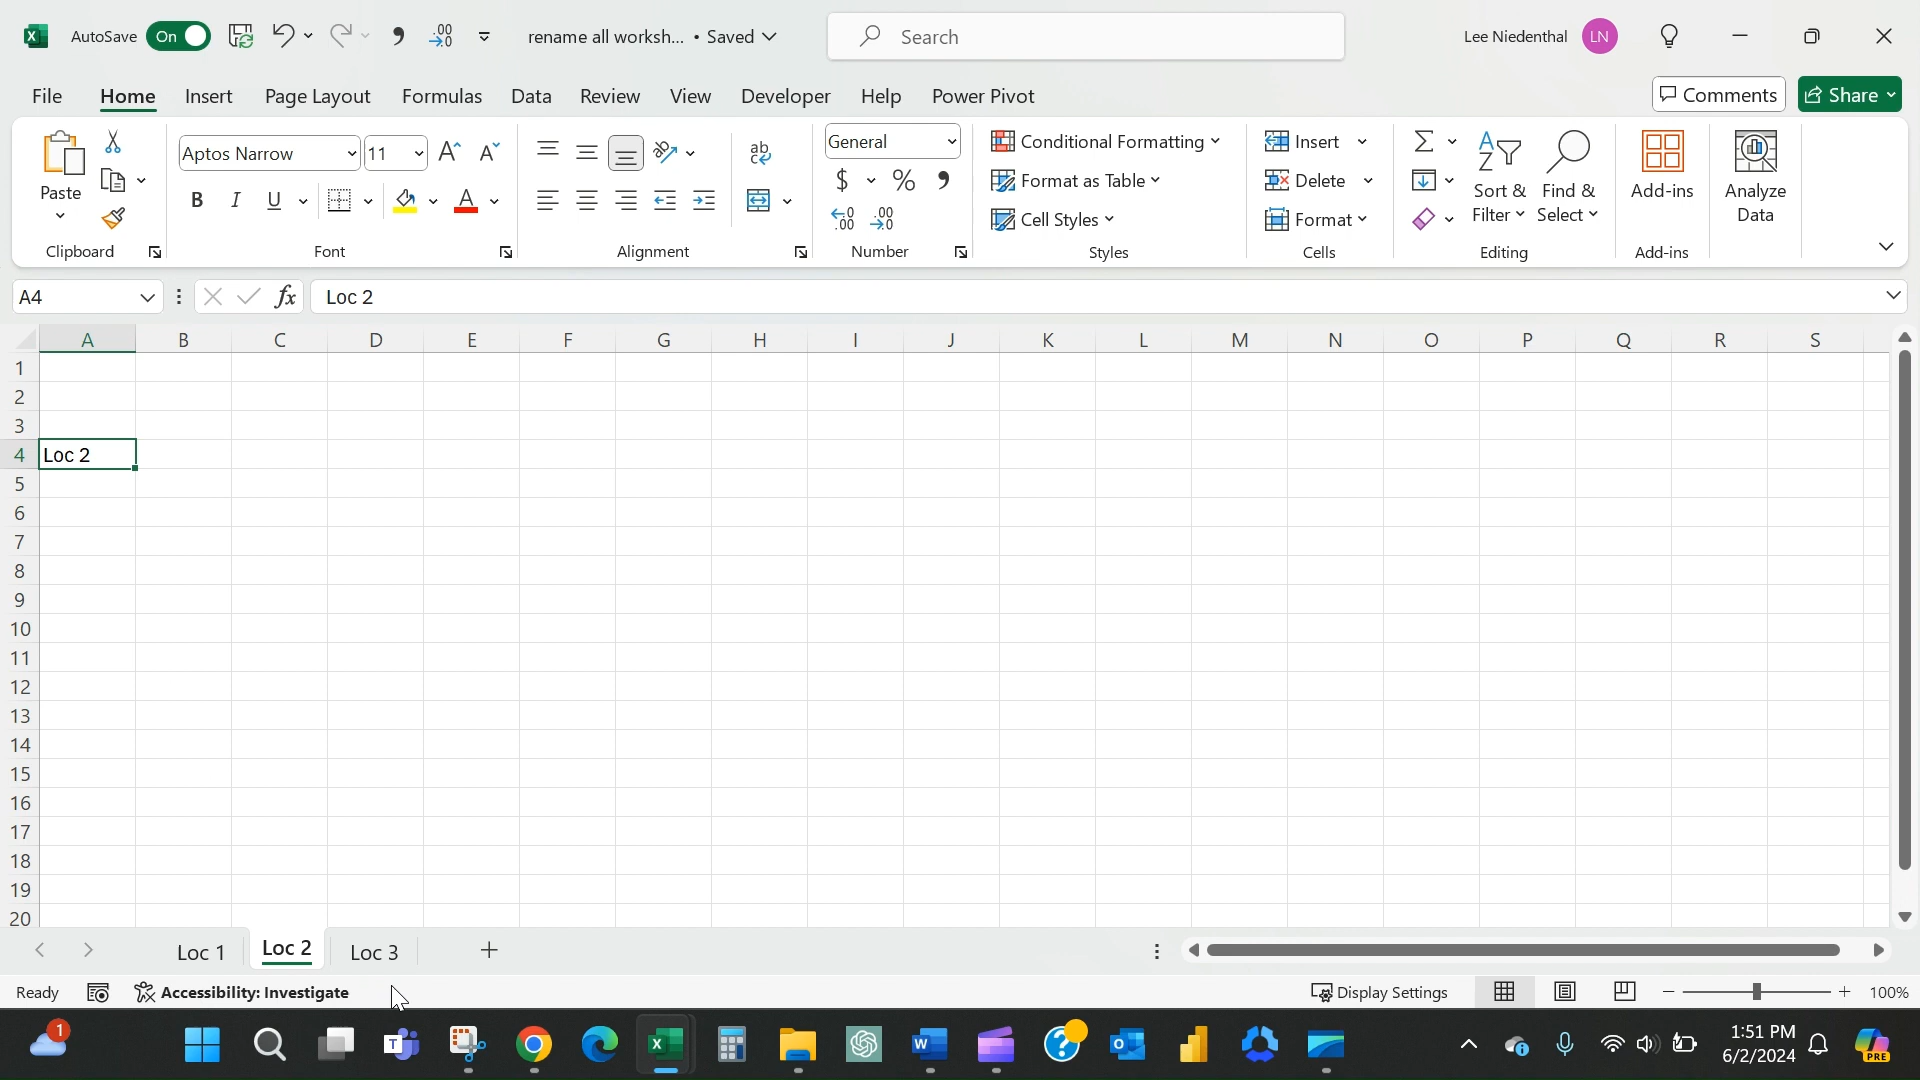 AutoSave On rename all worksh... • Saved Search Lee Niedenthal LN
File Home Insert Page Layout Formulas Data Review View Developer Help Power Pivot Comments Share
Paste Aptos Narrow 11 General Conditional Formatting Insert
B I U $ % Format as Table Delete Sort & Filter Find & Select Add-ins Analyze Data
Cell Styles Format
Clipboard Font Alignment Number Styles Cells Editing Add-ins
A4 fx Loc 2
A B C D E F G H I J K L M N O P Q R S
1
2
3
4 Loc 2
5
6
7
8
9
10
11
12
13
14
15
16
17
18
19
20
Loc 1 Loc 2 Loc 3
Ready Accessibility: Investigate Display Settings 100%
1 1:51 PM
6/2/2024
PRE